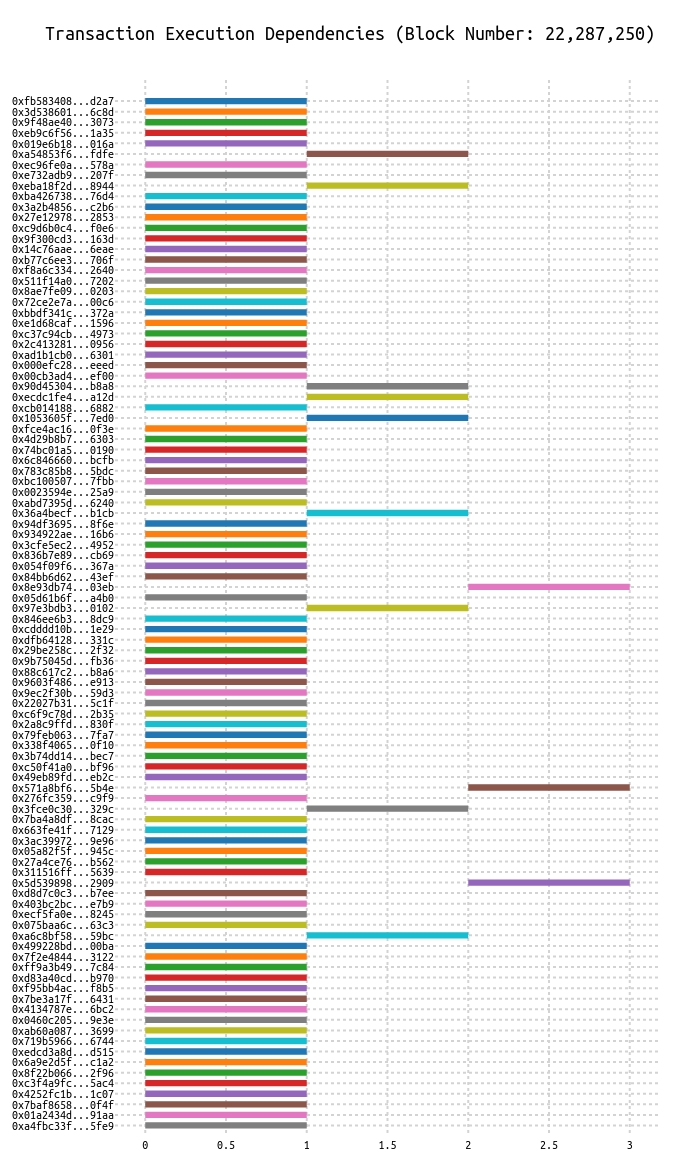 Transaction Execution Dependencies (Block Number: 22,287,250)
0xfb583408...d2a7
0x3d538601...6c8d
0x9f48ae40...3073
0xeb9c6f56...1a35
0x019e6b18...016a
0xa54853f6...fdfe
0xec96fe0a...578a
0xe732adb9...207f
0xeba18f2d...8944
0xba426738...76d4
0x3a2b4856...c2b6
0x27e12978...2853
0xc9d6b0c4...f0e6
0x9f300cd3...163d
0x14c76aae...6eae
0xb77c6ee3...706f
0xf8a6c334...2640
0x511f14a0...7202
0x8ae7fe09...0203
0x72ce2e7a...00c6
0xbbdf341c...372a
0xe1d68caf...1596
0xc37c94cb...4973
0x2c413281...0956
0xad1b1cb0...6301
0x000efc28...eeed
0x00cb3ad4...ef00
0x90d45304...b8a8
0xecdc1fe4...a12d
0xcb014188...6882
0x1053605f...7ed0
0xfce4ac16...0f3e
0x4d29b8b7...6303
0x74bc01a5...0190
0x6c846660...bcfb
0x783c85b8...5bdc
0xbc100507...7fbb
0x0023594e...25a9
0xabd7395d...6240
0x36a4becf...b1cb
0x94df3695...8f6e
0x934922ae...16b6
0x3cfe5ec2...4952
0x836b7e89...cb69
0x054f09f6...367a
0x84bb6d62...43ef
0x8e93db74...03eb
0x05d61b6f...a4b0
0x97e3bdb3...0102
0x846ee6b3...8dc9
0xcdddd10b...1e29
0xdfb64128...331c
0x29be258c...2f32
0x9b75045d...fb36
0x88c617c2...b8a6
0x9603f486...e913
0x9ec2f30b...59d3
0x22027b31...5c1f
0xc6f9c78d...2b35
0x2a8c9ffd...830f
0x79feb063...7fa7
0x338f4065...0f10
0x3b74dd14...bec7
0xc50f41a0...bf96
0x49eb89fd...eb2c
0x571a8bf6...5b4e
0x276fc359...c9f9
0x3fce0c30...329c
0x7ba4a8df...8cac
0x663fe41f...7129
0x3ac39972...9e96
0x05a82f5f...945c
0x27a4ce76...b562
0x311516ff...5639
0x5d539898...2909
0xd8d7c0c3...b7ee
0x403bc2bc...e7b9
0xecf5fa0e...8245
0x075baa6c...63c3
0xa6c8bf58...59bc
0x499228bd...00ba
0x7f2e4844...3122
0xff9a3b49...7c84
0xd83a40cd...b970
0xf95bb4ac...f8b5
0x7be3a17f...6431
0x4134787e...6bc2
0x0460c205...9e3e
0xab60a087...3699
0x719b5966...6744
0xedcd3a8d...d515
0x6a9e2d5f...c1a2
0x8f22b066...2f96
0xc3f4a9fc...5ac4
0x4252fc1b...1c07
0x7baf8658...0f4f
0x01a2434d...91aa
0xa4fbc33f...5fe9
0 0.5 1 1.5 2 2.5 3